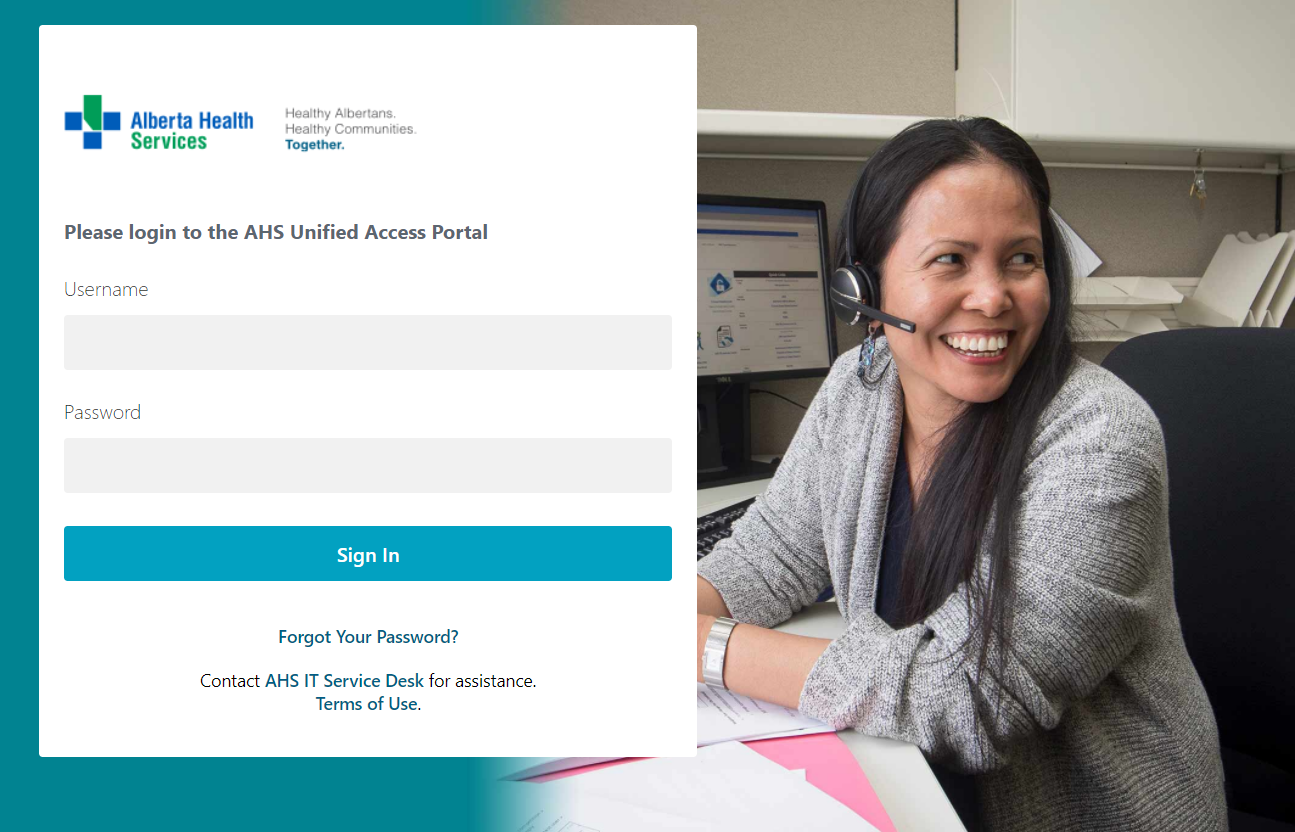 Alberta Health
Services
Healthy Albertans.
Healthy Communities.
Together.
Please login to the AHS Unified Access Portal
Username
Password
Sign In
Forgot Your Password?
Contact AHS IT Service Desk for assistance.
Terms of Use.
DELL